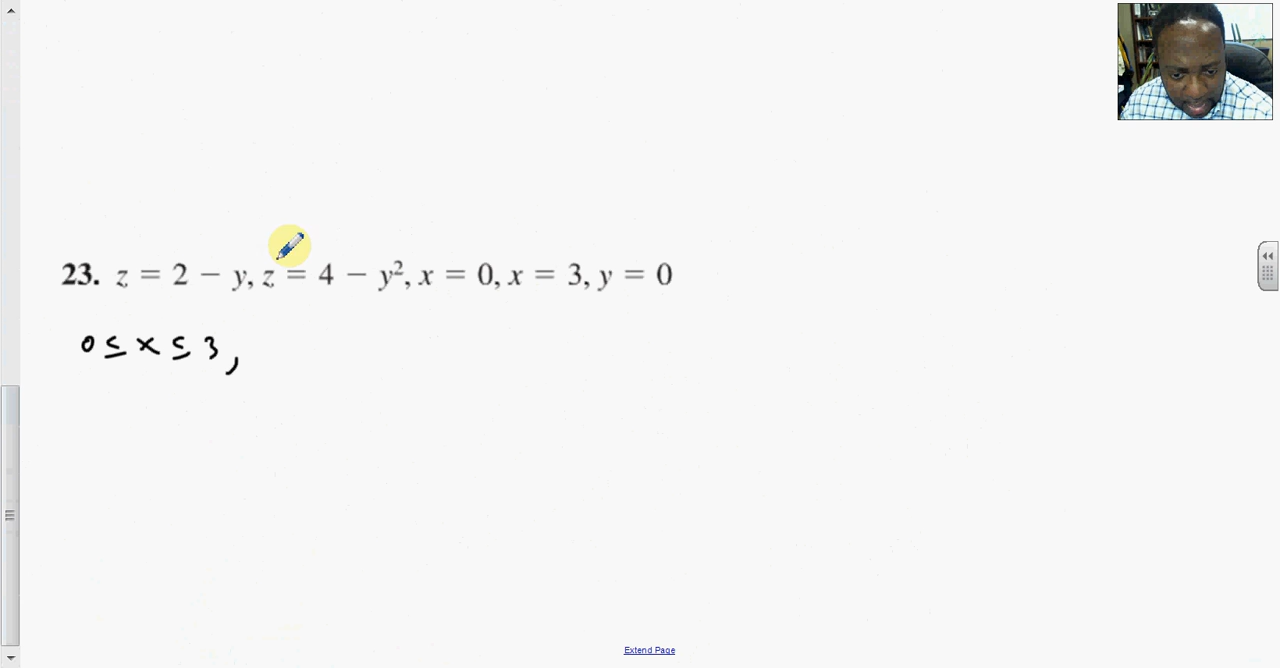 23. z = 2 − y, z = 4 − y², x = 0, x = 3, y = 0
0 ≤ x ≤ 3,
Extend Page